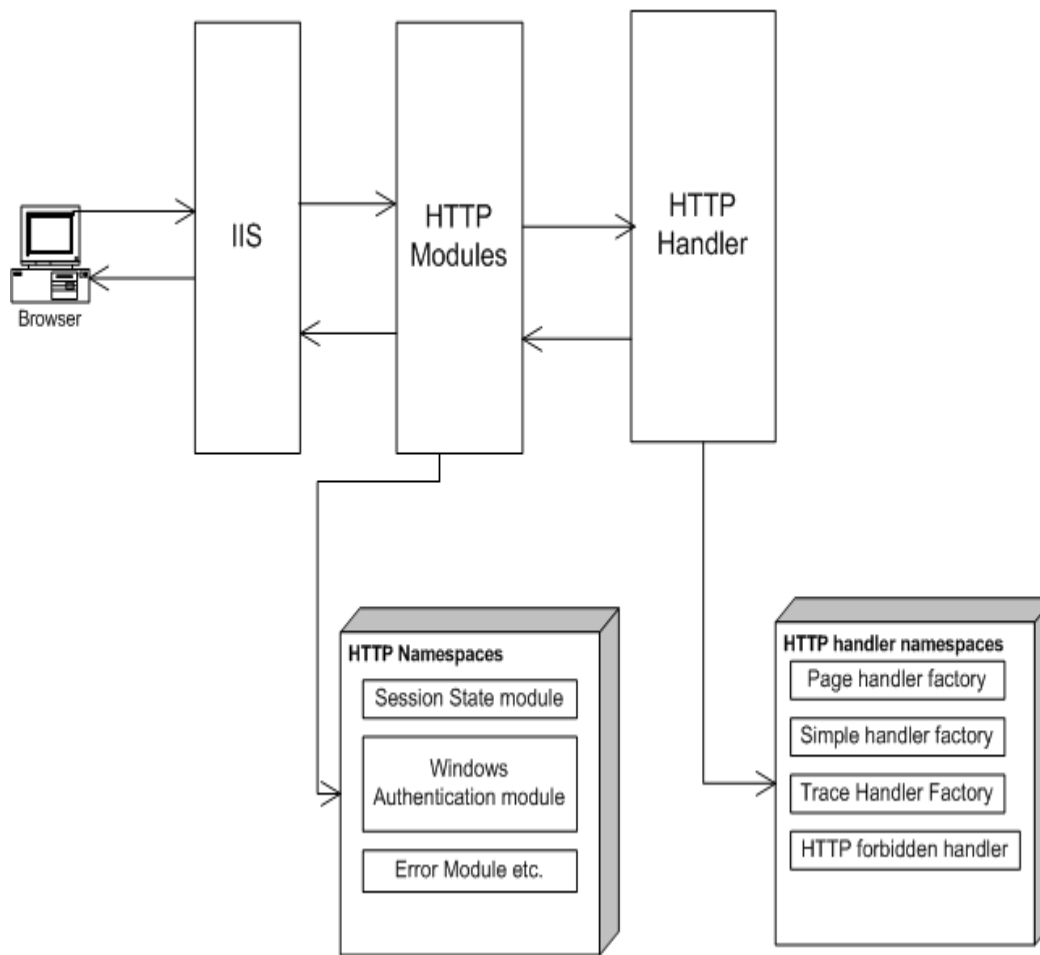 Browser
IIS
HTTP
Modules
HTTP
Handler
HTTP Namespaces
Session State module
Windows
Authentication module
Error Module etc.
HTTP handler namespaces
Page handler factory
Simple handler factory
Trace Handler Factory
HTTP forbidden handler